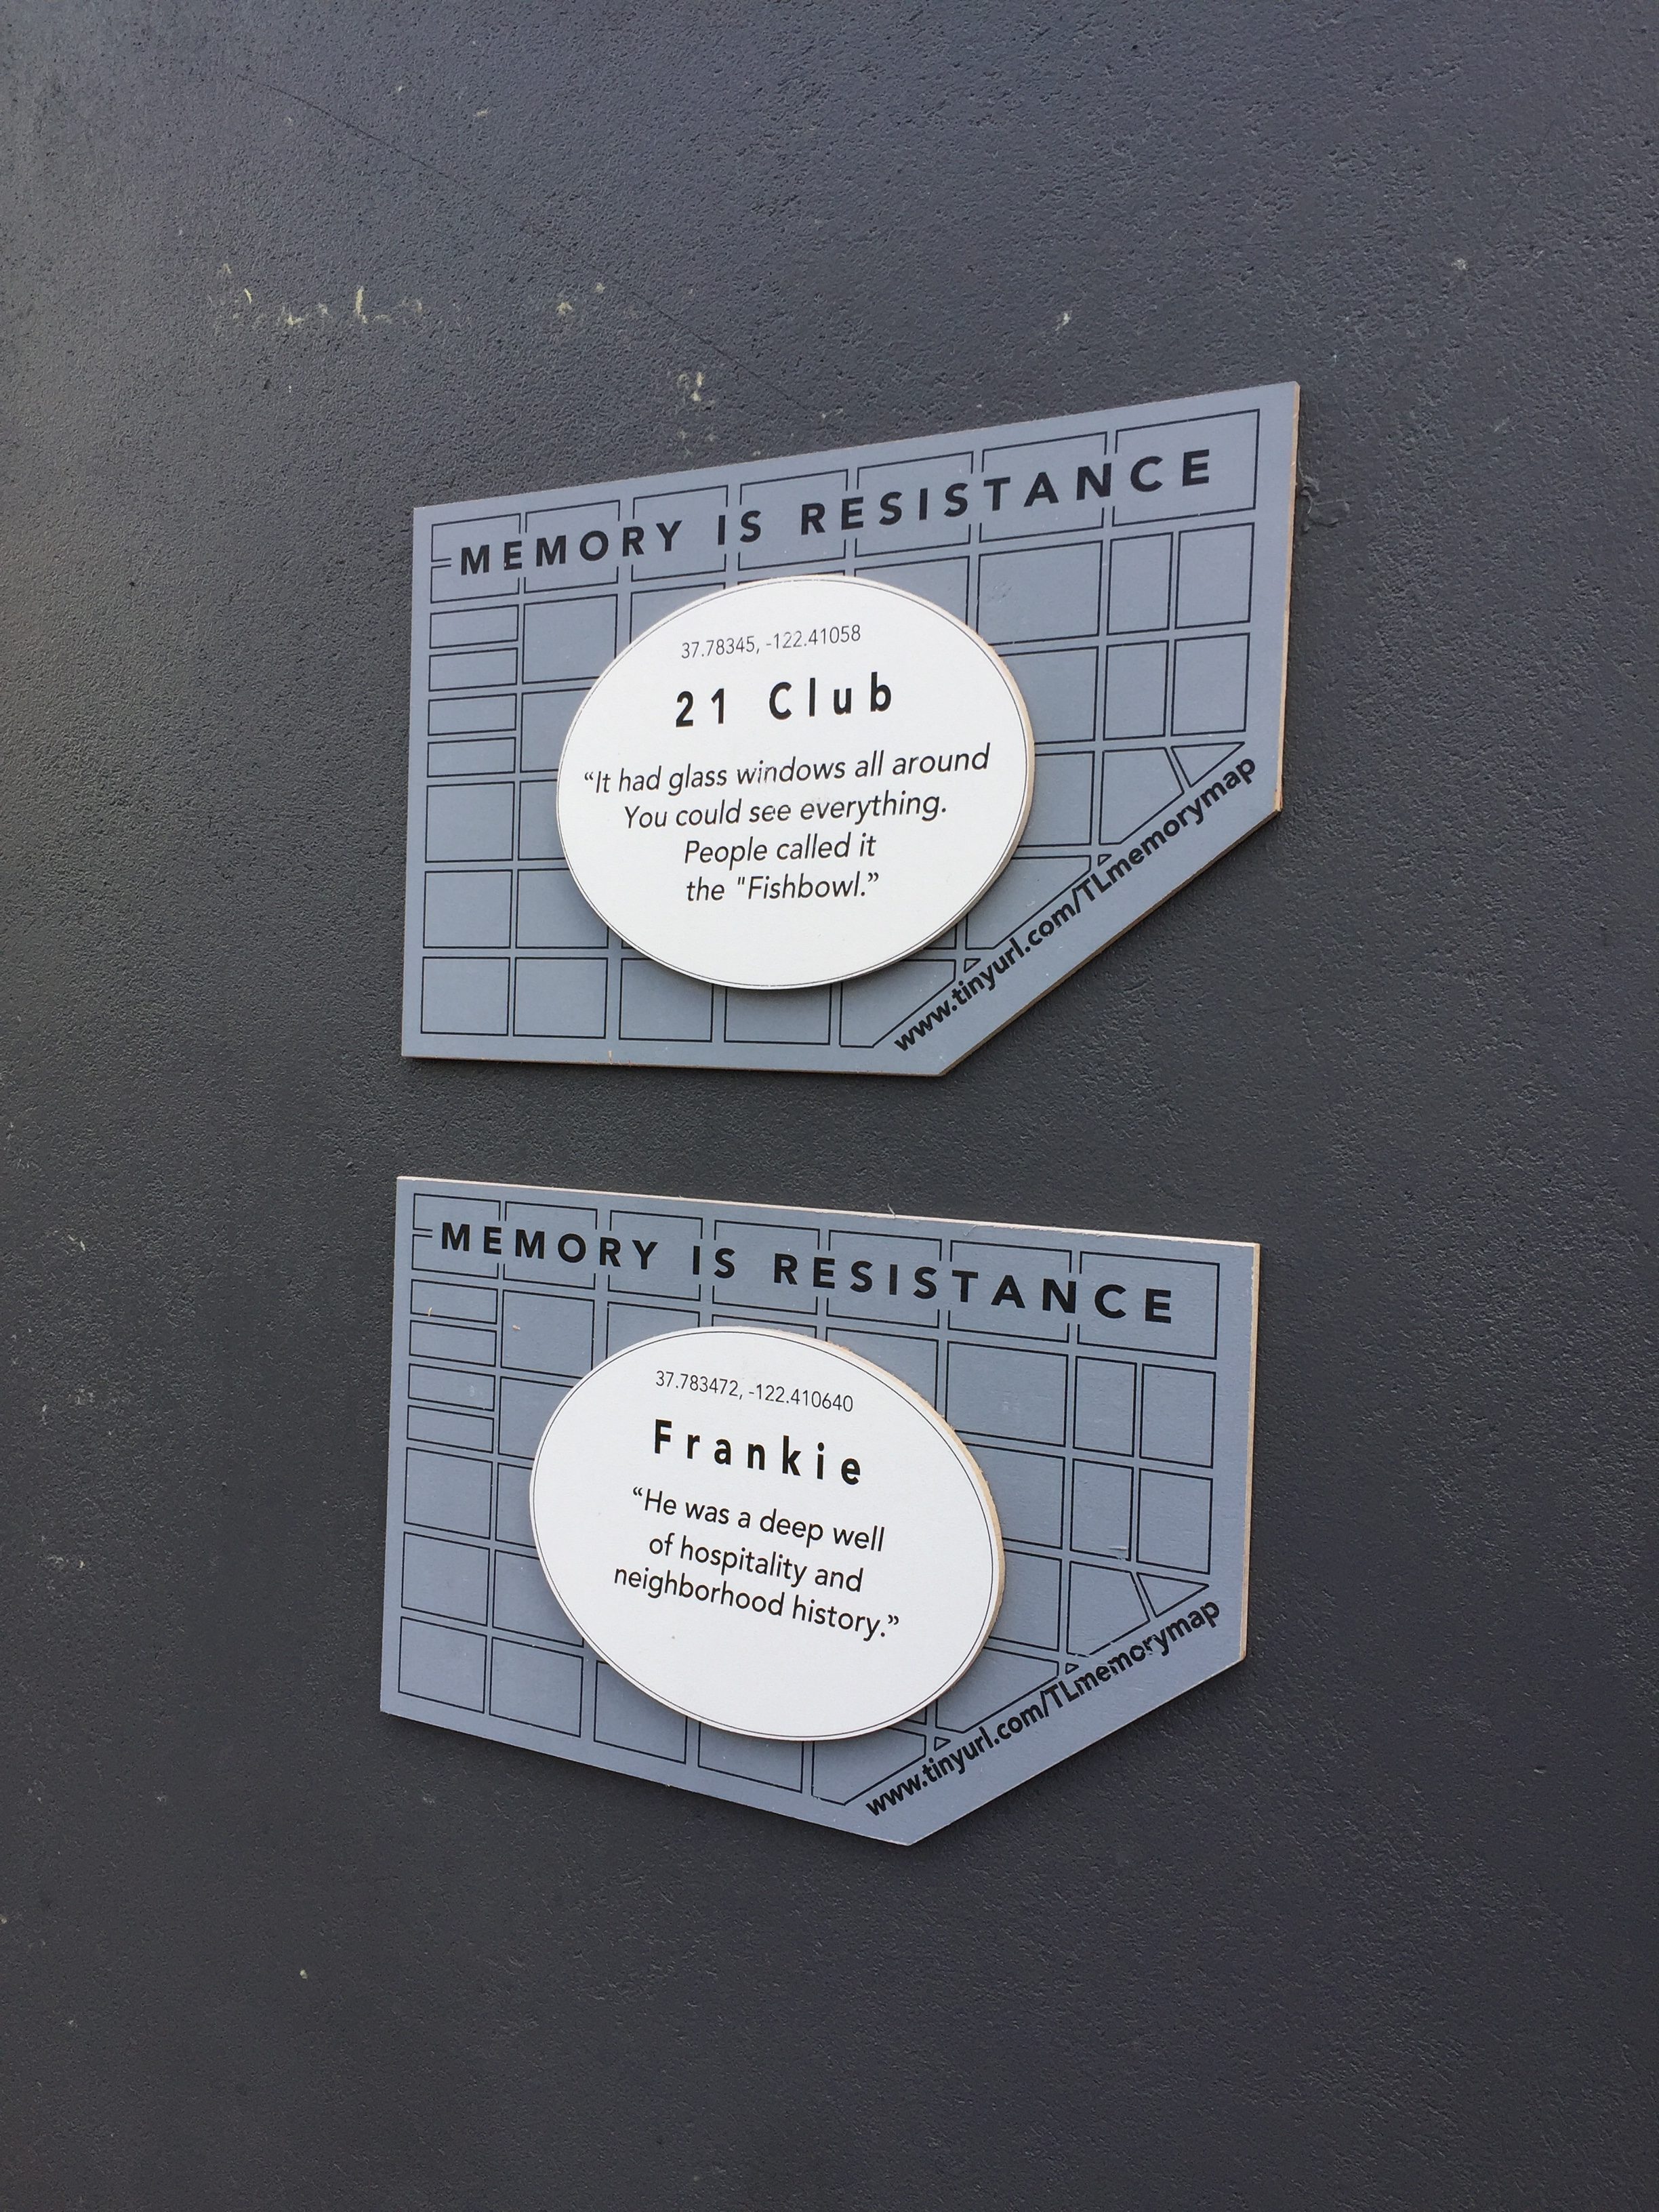 MEMORY IS RESISTANCE
37.78345, -122.41058
21 Club
“It had glass windows all around
You could see everything.
People called it
the "Fishbowl.”
www.tinyurl.com/TLmemorymap
MEMORY IS RESISTANCE
37.783472, -122.410640
Frankie
“He was a deep well
of hospitality and
neighborhood history.”
www.tinyurl.com/TLmemorymap